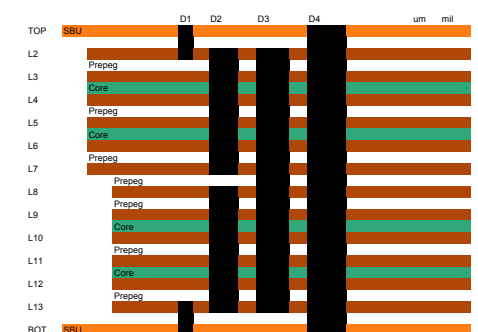 D1 D2 D3 D4 um mil
TOP SBU
L2
Prepeg
L3
Core
L4
Prepeg
L5
Core
L6
Prepeg
L7
Prepeg
L8
Prepeg
L9
Core
L10
Prepeg
L11
Core
L12
Prepeg
L13
BOT SBU